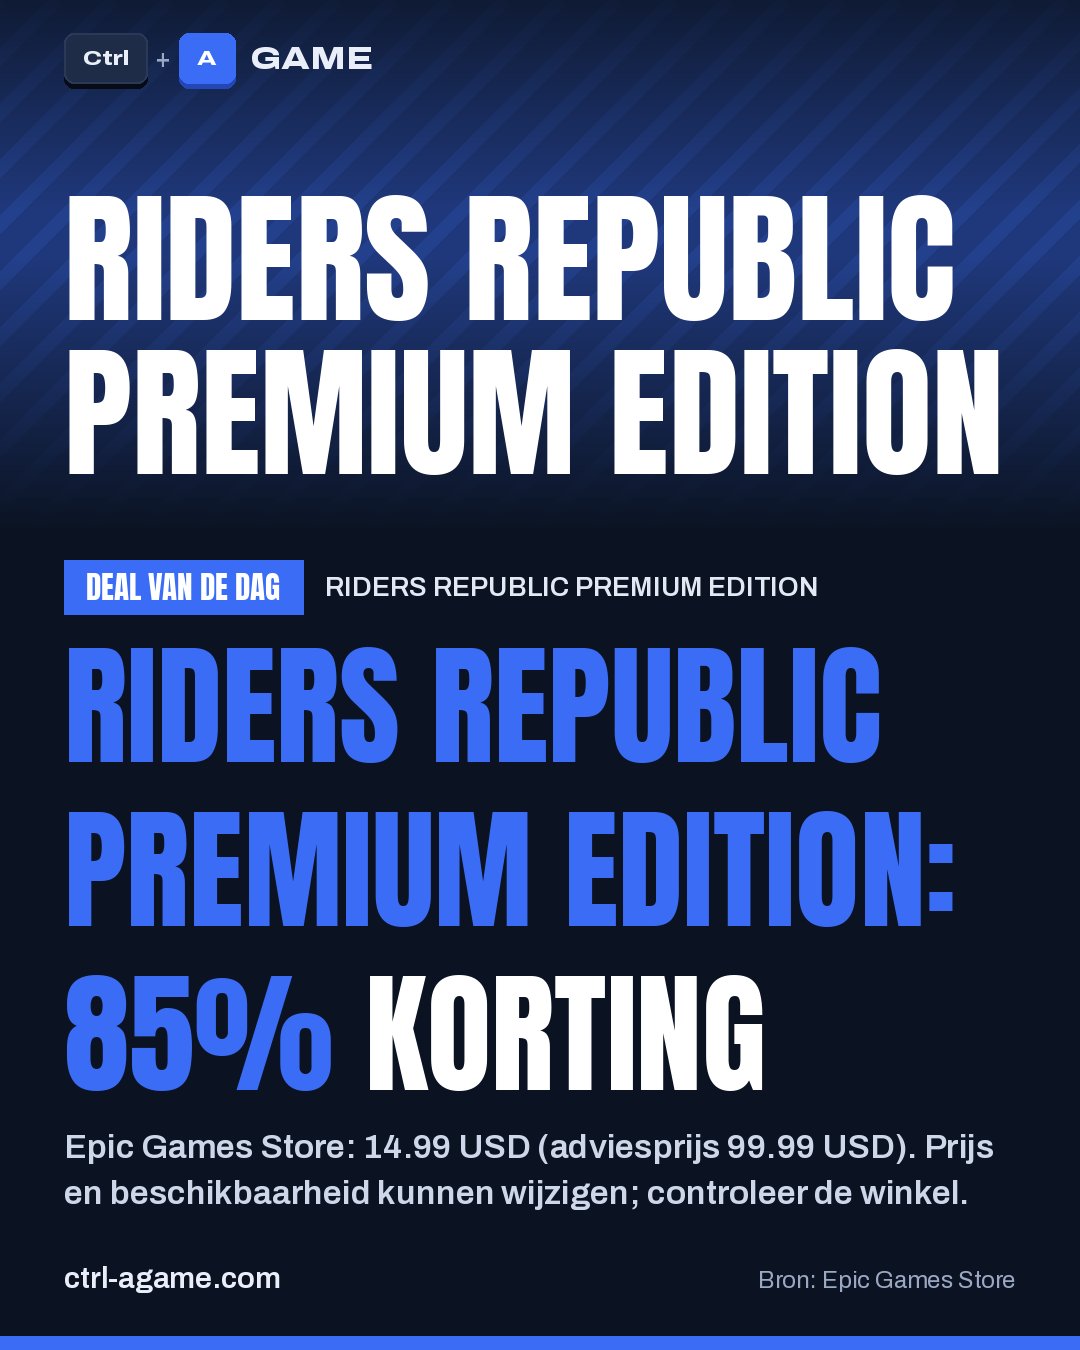 Ctrl + A GAME
RIDERS REPUBLIC
PREMIUM EDITION
DEAL VAN DE DAG RIDERS REPUBLIC PREMIUM EDITION
RIDERS REPUBLIC
PREMIUM EDITION:
85% KORTING
Epic Games Store: 14.99 USD (adviesprijs 99.99 USD). Prijs
en beschikbaarheid kunnen wijzigen; controleer de winkel.
ctrl-agame.com Bron: Epic Games Store